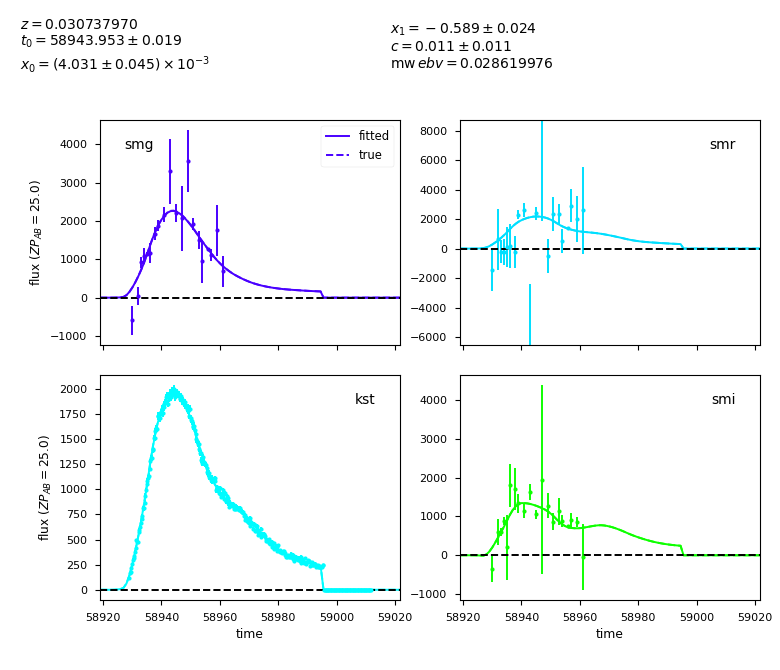 z = 0.030737970
t₀ = 58943.953 ± 0.019
x₀ = (4.031 ± 0.045) × 10⁻³
x₁ = −0.589 ± 0.024
c = 0.011 ± 0.011
mwebv = 0.028619976
smg
fitted
true
4000
3000
2000
1000
0
−1000
flux (ZP_AB = 25.0)
smr
8000
6000
4000
2000
0
−2000
−4000
−6000
kst
2000
1750
1500
1250
1000
750
500
250
0
flux (ZP_AB = 25.0)
58920 58940 58960 58980 59000 59020
time
smi
4000
3000
2000
1000
0
−1000
58920 58940 58960 58980 59000 59020
time